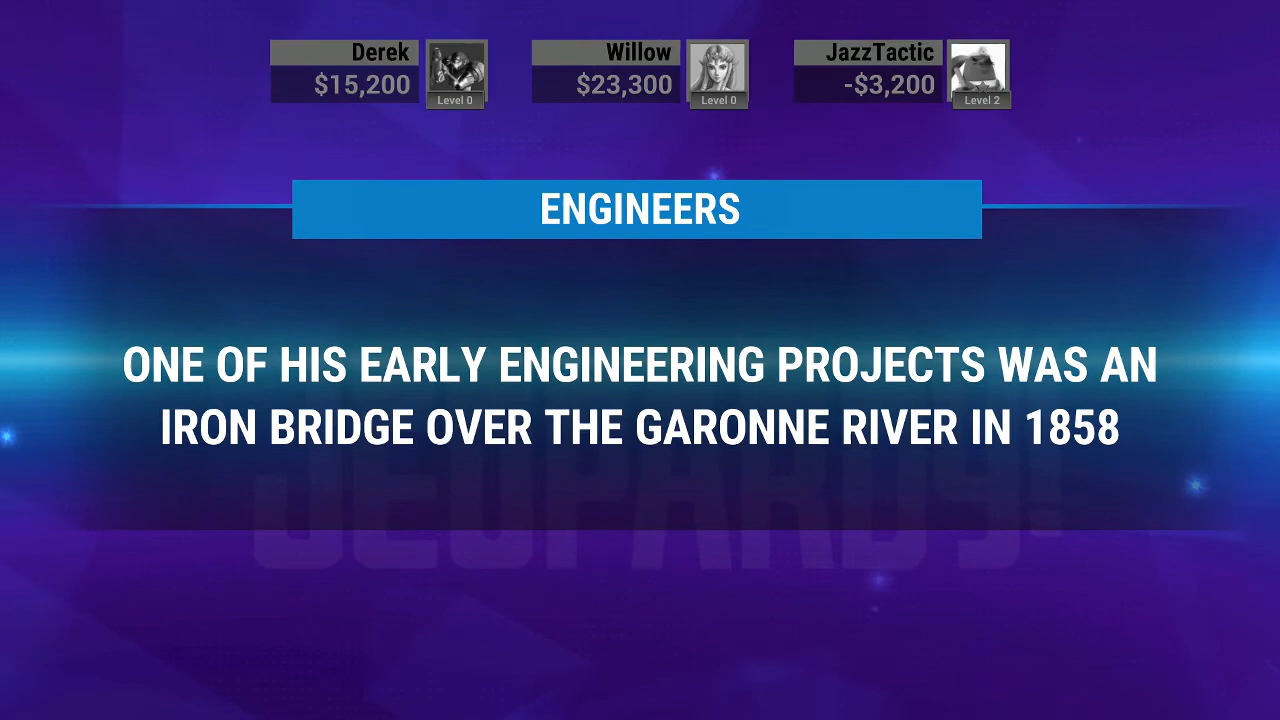 Derek
$15,200
Level 0
Willow
$23,300
Level 0
JazzTactic
-$3,200
Level 2
ENGINEERS
ONE OF HIS EARLY ENGINEERING PROJECTS WAS AN
IRON BRIDGE OVER THE GARONNE RIVER IN 1858
JEOPARDY!